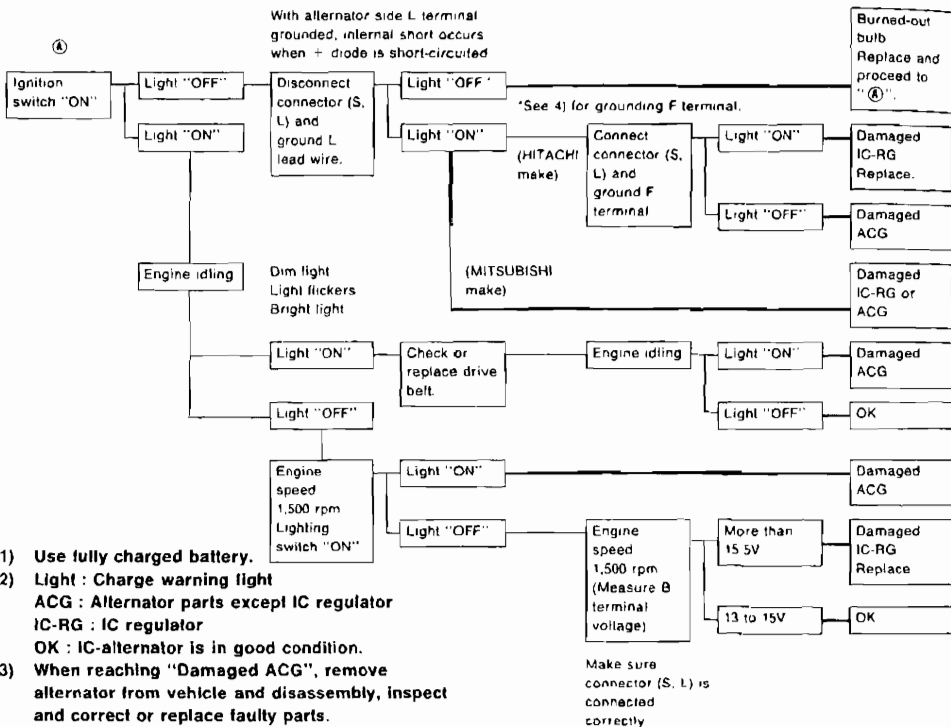 With alternator side L terminal
grounded, internal short occurs
when + diode is short-circuited
Ⓐ
Ignition
switch "ON"
Light "OFF"
Light "ON"
Disconnect
connector (S,
L) and
ground L
lead wire.
Light "OFF"
Light "ON"
*See 4) for grounding F terminal.
(HITACHI
make)
Connect
connector (S,
L) and
ground F
terminal
Light "ON"
Light "OFF"
Burned-out
bulb
Replace and
proceed to
"Ⓐ".
Damaged
IC-RG
Replace.
Damaged
ACG
(MITSUBISHI
make)
Damaged
IC-RG or
ACG
Engine idling
Dim light
Light flickers
Bright light
Light "ON"
Check or
replace drive
belt.
Engine idling
Light "ON"
Damaged
ACG
Light "OFF"
OK
Light "OFF"
Engine
speed
1,500 rpm
Lighting
switch "ON"
Light "ON"
Damaged
ACG
Light "OFF"
Engine
speed
1,500 rpm
(Measure B
terminal
voltage)
More than
15 5V
Damaged
IC-RG
Replace
13 to 15V
OK
Make sure
connector (S, L) is
connected
correctly
1) Use fully charged battery.
2) Light : Charge warning light
ACG : Alternator parts except IC regulator
IC-RG : IC regulator
OK : IC-alternator is in good condition.
3) When reaching "Damaged ACG", remove
alternator from vehicle and disassembly, inspect
and correct or replace faulty parts.